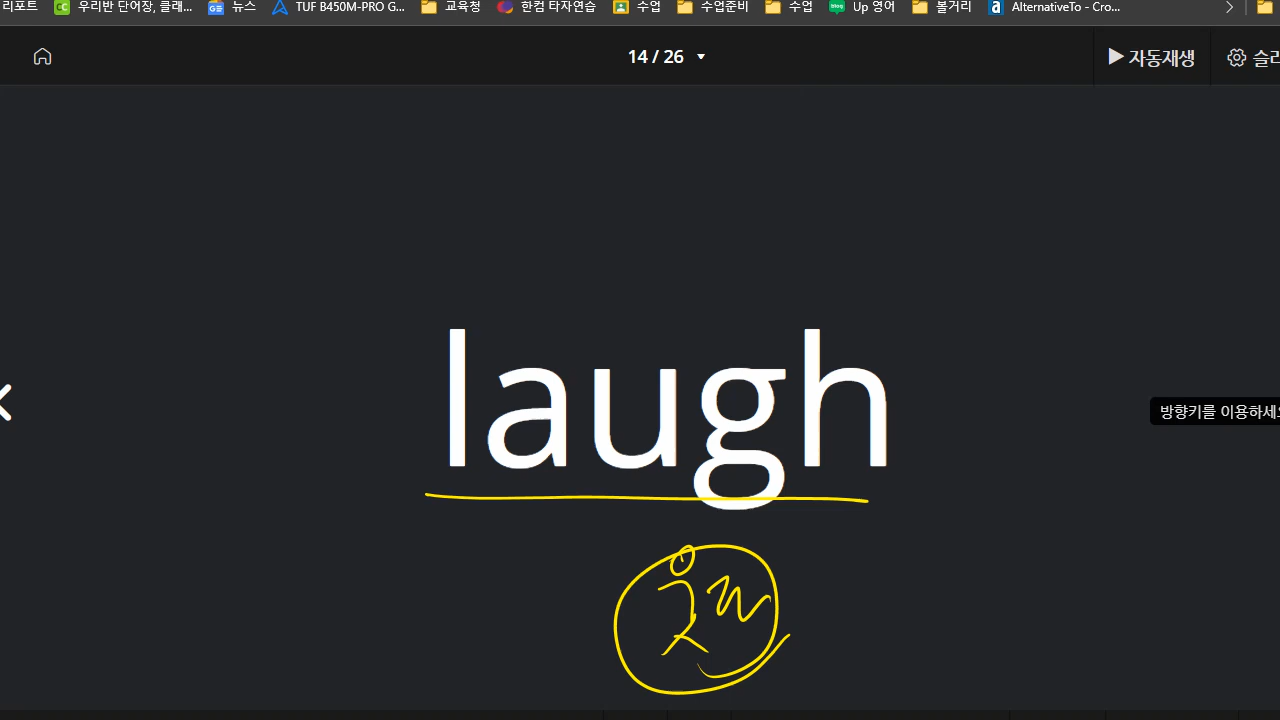 리포트 우리반 단어장, 클래... 뉴스 TUF B450M-PRO G... 교육청 한컴 타자연습 수업 수업준비 수업 Up 영어 볼거리 AlternativeTo - Cro...
14 / 26 자동재생 슬라
laugh
방향키를 이용하세요